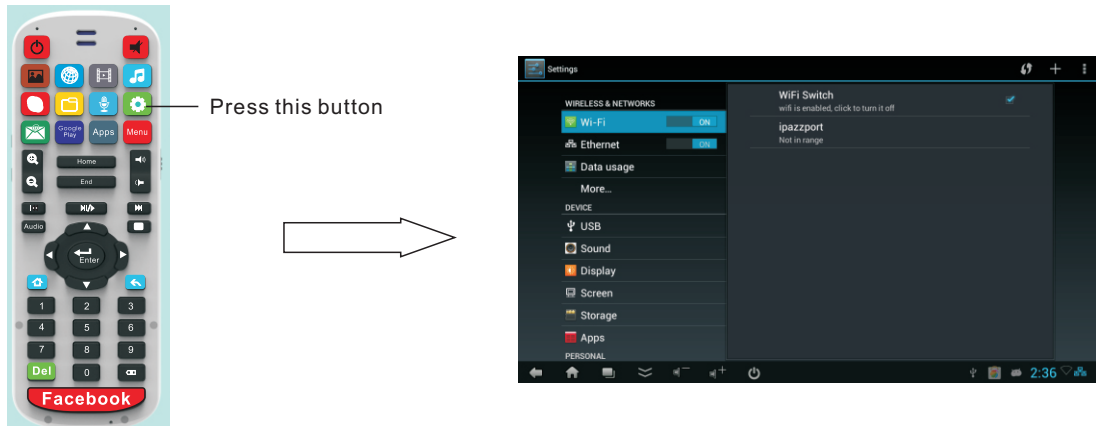 Press this button
Google
Play
Apps
Menu
Home
End
Audio
Enter
1
2
3
4
5
6
7
8
9
Del
0
Facebook
Settings
WIRELESS & NETWORKS
Wi-Fi
ON
Ethernet
ON
Data usage
More...
DEVICE
USB
Sound
Display
Screen
Storage
Apps
PERSONAL
WiFi Switch
wifi is enabled, click to turn it off
ipazzport
Not in range
2:36